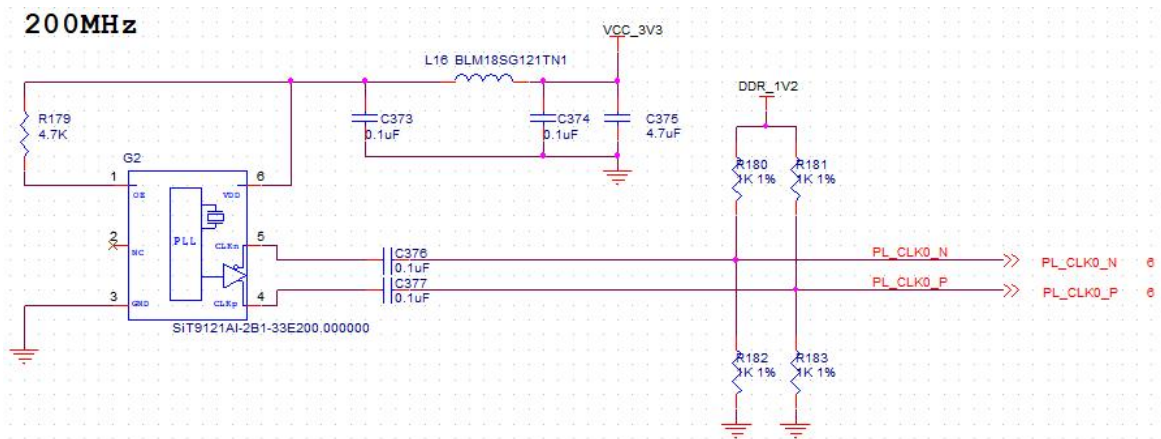 200MHz
VCC_3V3
L16 BLM18SG121TN1
DDR_1V2
R179
4.7K
C373
0.1uF
C374
0.1uF
C375
4.7uF
R180
1K 1%
R181
1K 1%
G2
1
6
OE
VDD
PLL
2
NC
CLKn
5
C376
0.1uF
PL_CLK0_N
PL_CLK0_N 6
C377
0.1uF
PL_CLK0_P
PL_CLK0_P 6
3
GND
CLKp
4
SiT9121AI-2B1-33E200.000000
R182
1K 1%
R183
1K 1%